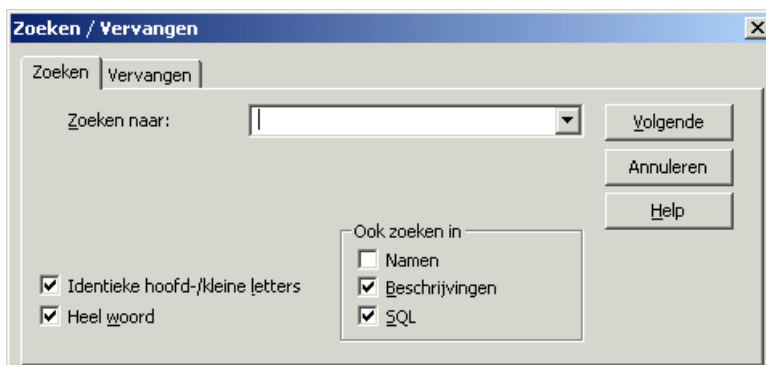 Zoeken / Vervangen
Zoeken Vervangen
Zoeken naar: Volgende
Annuleren
Help
Ook zoeken in
Namen
Identieke hoofd-/kleine letters Beschrijvingen
Heel woord SQL